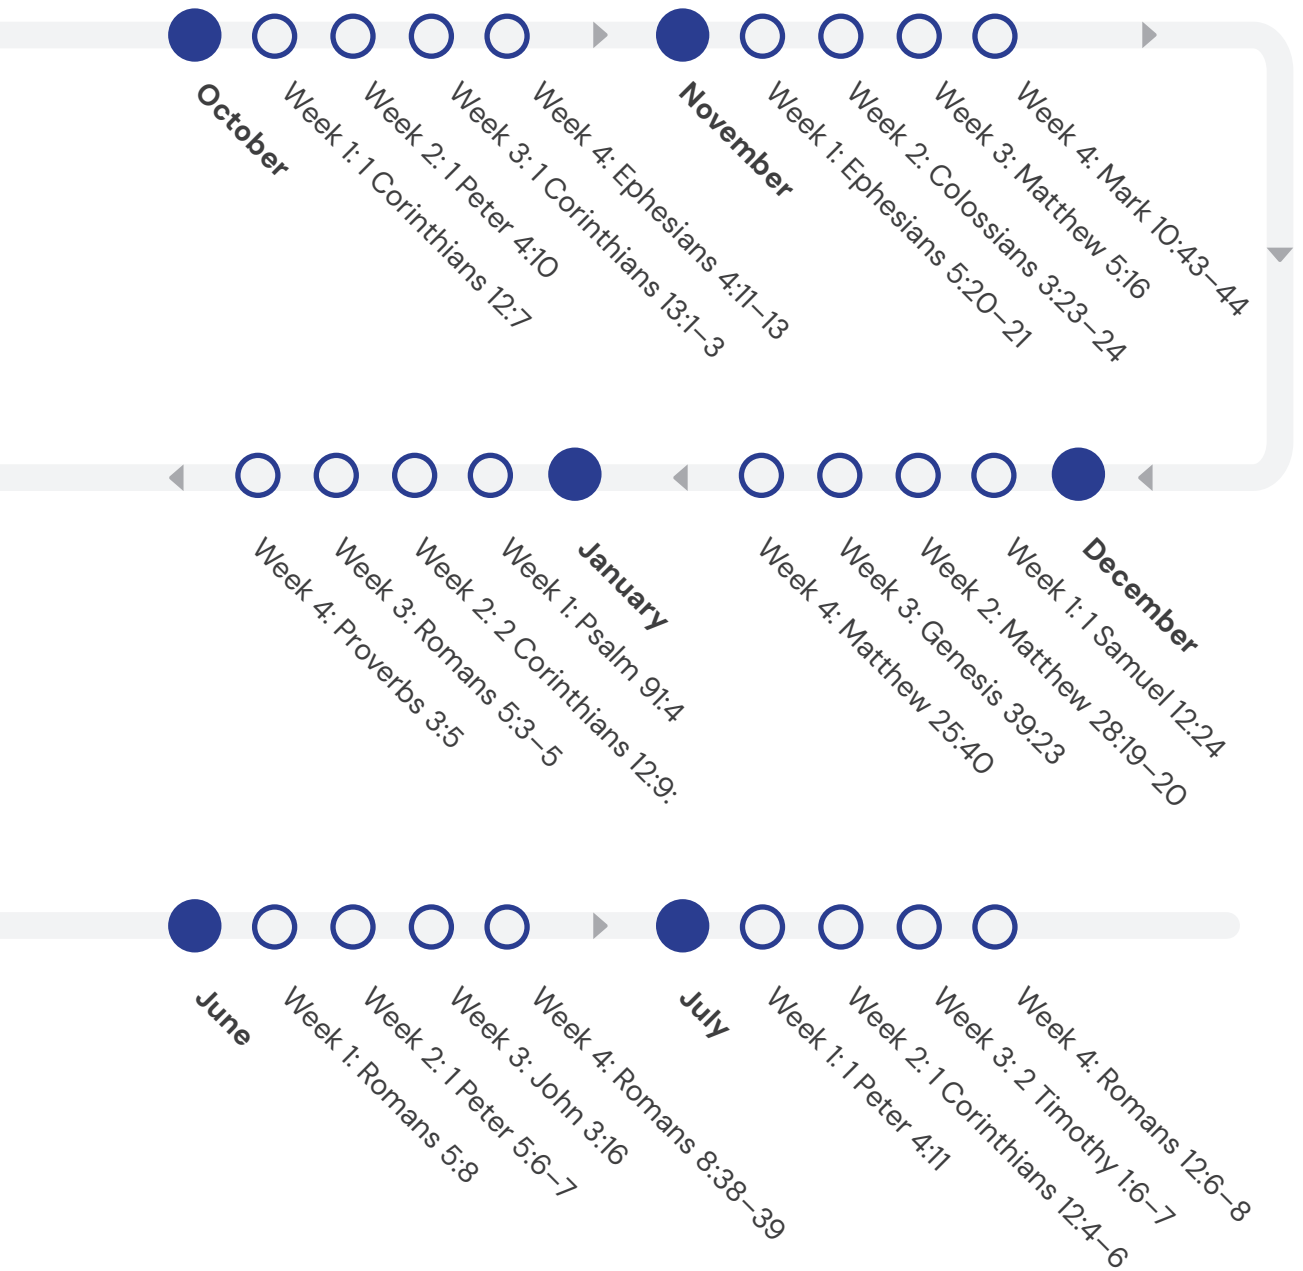 October
Week 1: 1 Corinthians 12:7
Week 2: 1 Peter 4:10
Week 3: 1 Corinthians 13:1–3
Week 4: Ephesians 4:11–13
November
Week 1: Ephesians 5:20–21
Week 2: Colossians 3:23–24
Week 3: Matthew 5:16
Week 4: Mark 10:43–44
December
Week 1: 1 Samuel 12:24
Week 2: Matthew 28:19–20
Week 3: Genesis 39:23
Week 4: Matthew 25:40
January
Week 1: Psalm 91:4
Week 2: 2 Corinthians 12:9:
Week 3: Romans 5:3–5
Week 4: Proverbs 3:5
June
Week 1: Romans 5:8
Week 2: 1 Peter 5:6–7
Week 3: John 3:16
Week 4: Romans 8:38–39
July
Week 1: 1 Peter 4:11
Week 2: 1 Corinthians 12:4–6
Week 3: 2 Timothy 1:6–7
Week 4: Romans 12:6–8